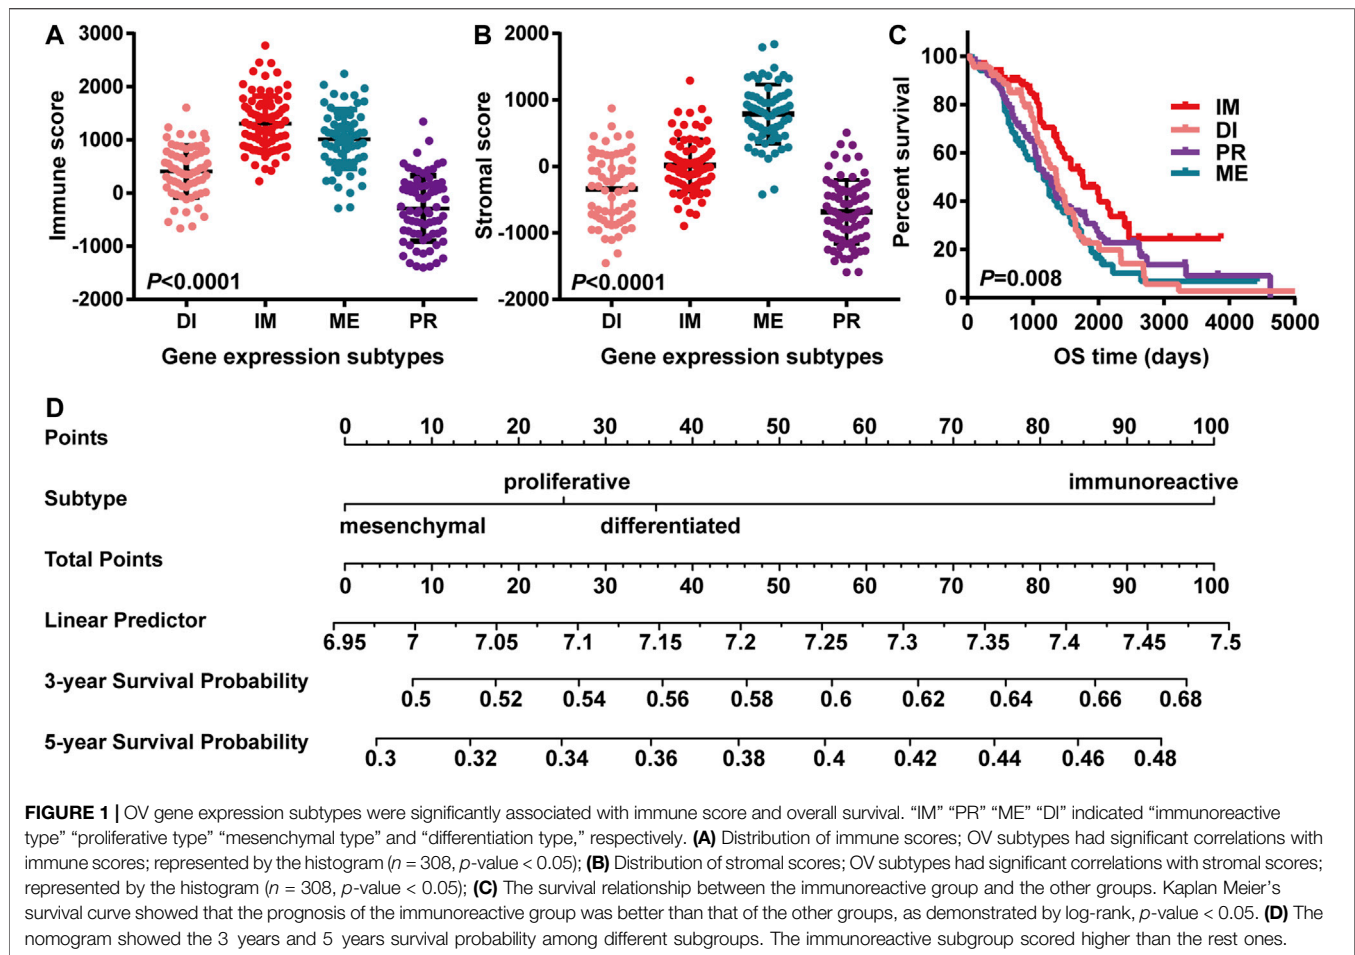 A
3000
2000
1000
0
-1000
-2000
Immune score
P<0.0001
DI IM ME PR
Gene expression subtypes
B
2000
1000
0
-1000
-2000
Stromal score
P<0.0001
DI IM ME PR
Gene expression subtypes
C
100
80
60
40
20
0
Percent survival
IM
DI
PR
ME
P=0.008
0 1000 2000 3000 4000 5000
OS time (days)
D
Points
0 10 20 30 40 50 60 70 80 90 100
Subtype
proliferative immunoreactive
mesenchymal differentiated
Total Points
0 10 20 30 40 50 60 70 80 90 100
Linear Predictor
6.95 7 7.05 7.1 7.15 7.2 7.25 7.3 7.35 7.4 7.45 7.5
3-year Survival Probability
0.5 0.52 0.54 0.56 0.58 0.6 0.62 0.64 0.66 0.68
5-year Survival Probability
0.3 0.32 0.34 0.36 0.38 0.4 0.42 0.44 0.46 0.48
FIGURE 1 | OV gene expression subtypes were significantly associated with immune score and overall survival. “IM” “PR” “ME” “DI” indicated “immunoreactive
type” “proliferative type” “mesenchymal type” and “differentiation type,” respectively. (A) Distribution of immune scores; OV subtypes had significant correlations with
immune scores; represented by the histogram (n = 308, p-value < 0.05); (B) Distribution of stromal scores; OV subtypes had significant correlations with stromal scores;
represented by the histogram (n = 308, p-value < 0.05); (C) The survival relationship between the immunoreactive group and the other groups. Kaplan Meier’s
survival curve showed that the prognosis of the immunoreactive group was better than that of the other groups, as demonstrated by log-rank, p-value < 0.05. (D) The
nomogram showed the 3 years and 5 years survival probability among different subgroups. The immunoreactive subgroup scored higher than the rest ones.